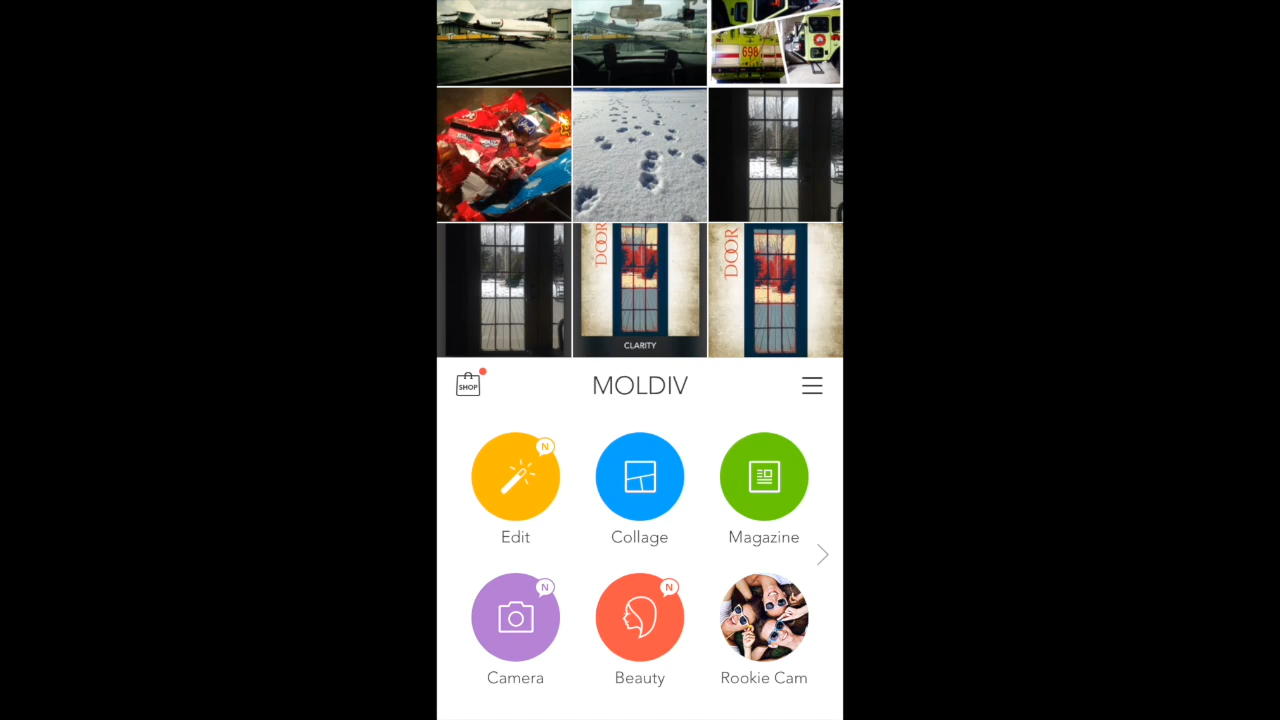 698
DOOR
DOOR
CLARITY
SHOP
MOLDIV
N
Edit
Collage
Magazine
N
N
Camera
Beauty
Rookie Cam